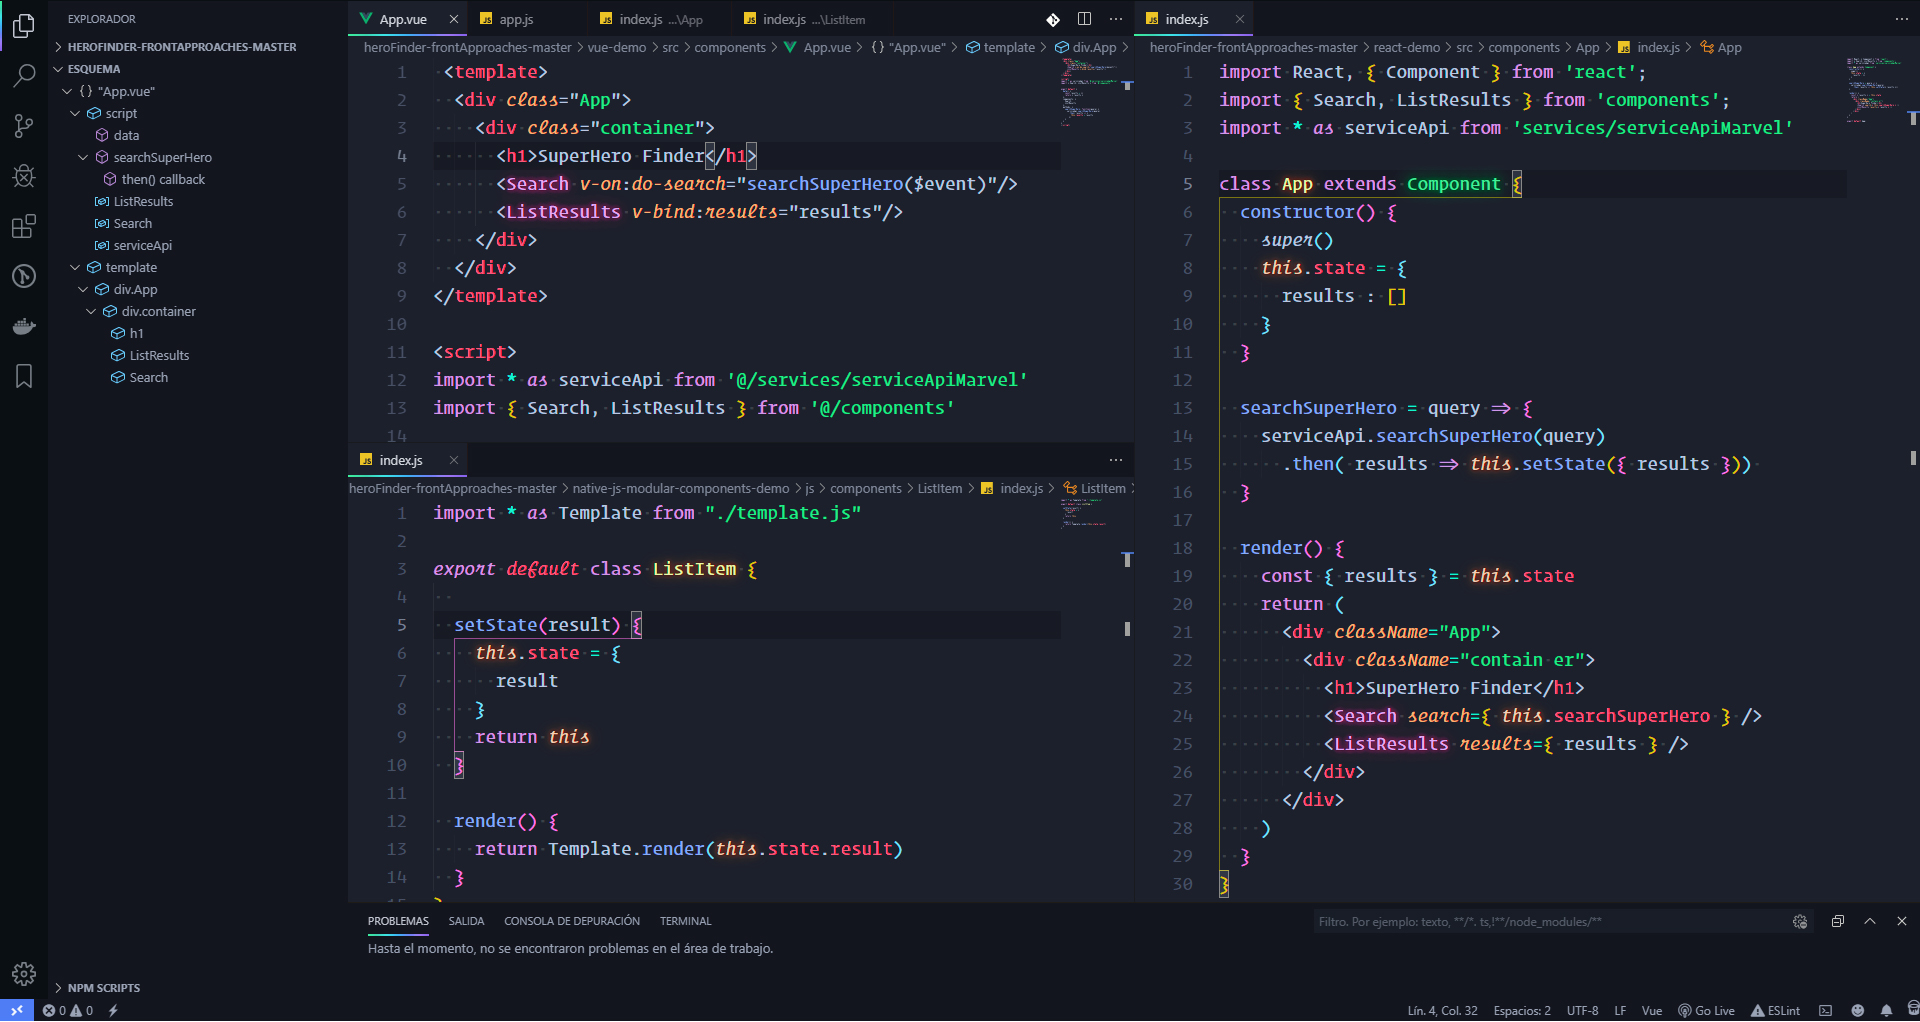 EXPLORADOR
HEROFINDER-FRONTAPPROACHES-MASTER
ESQUEMA
{} "App.vue"
script
data
searchSuperHero
then() callback
ListResults
Search
serviceApi
template
div.App
div.container
h1
ListResults
Search
NPM SCRIPTS
App.vue
JS app.js
JS index.js ...\App
JS index.js ...\ListItem
heroFinder-frontApproaches-master > vue-demo > src > components > App.vue > {} "App.vue" > template > div.App >
1 <template>
2 <div class="App">
3 <div class="container">
4 <h1>SuperHero Finder</h1>
5 <Search v-on:do-search="searchSuperHero($event)"/>
6 <ListResults v-bind:results="results"/>
7 </div>
8 </div>
9 </template>
10
11 <script>
12 import * as serviceApi from '@/services/serviceApiMarvel'
13 import { Search, ListResults } from '@/components'
14
JS index.js
heroFinder-frontApproaches-master > native-js-modular-components-demo > js > components > ListItem > JS index.js > ListItem >
1 import * as Template from "./template.js"
2
3 export default class ListItem {
4
5 setState(result) {
6 this.state = {
7 result
8 }
9 return this
10 }
11
12 render() {
13 return Template.render(this.state.result)
14 }
15 }
JS index.js
heroFinder-frontApproaches-master > react-demo > src > components > App > JS index.js > App
1 import React, { Component } from 'react';
2 import { Search, ListResults } from 'components';
3 import * as serviceApi from 'services/serviceApiMarvel'
4
5 class App extends Component {
6 constructor() {
7 super()
8 this.state = {
9 results : []
10 }
11 }
12
13 searchSuperHero = query => {
14 serviceApi.searchSuperHero(query)
15 .then( results => this.setState({ results }))
16 }
17
18 render() {
19 const { results } = this.state
20 return (
21 <div className="App">
22 <div className="contain er">
23 <h1>SuperHero Finder</h1>
24 <Search search={ this.searchSuperHero } />
25 <ListResults results={ results } />
26 </div>
27 </div>
28 )
29 }
30 }
PROBLEMAS SALIDA CONSOLA DE DEPURACIÓN TERMINAL
Filtro. Por ejemplo: texto, **/*. ts,!**/node_modules/**
Hasta el momento, no se encontraron problemas en el área de trabajo.
0 0
Lín. 4, Col. 32 Espacios: 2 UTF-8 LF Vue Go Live ESLint